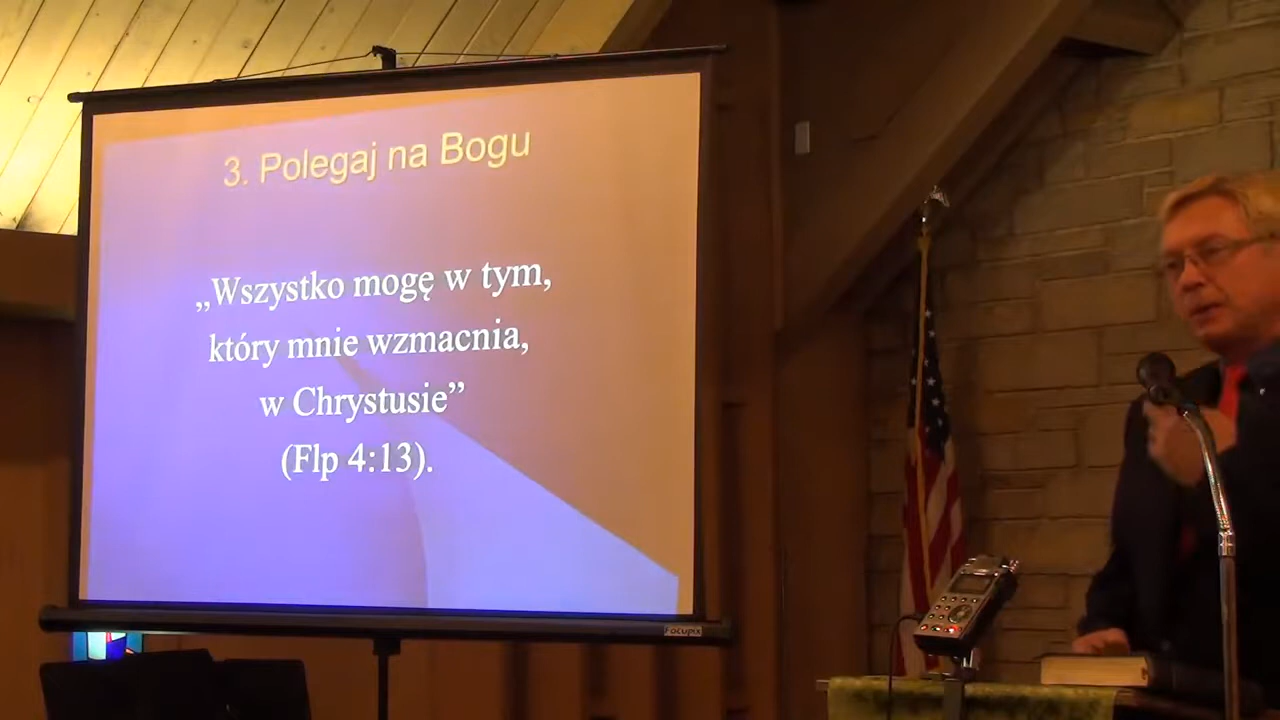 3. Polegaj na Bogu
„Wszystko mogę w tym,
który mnie wzmacnia,
w Chrystusie”
(Flp 4:13).
Focupix